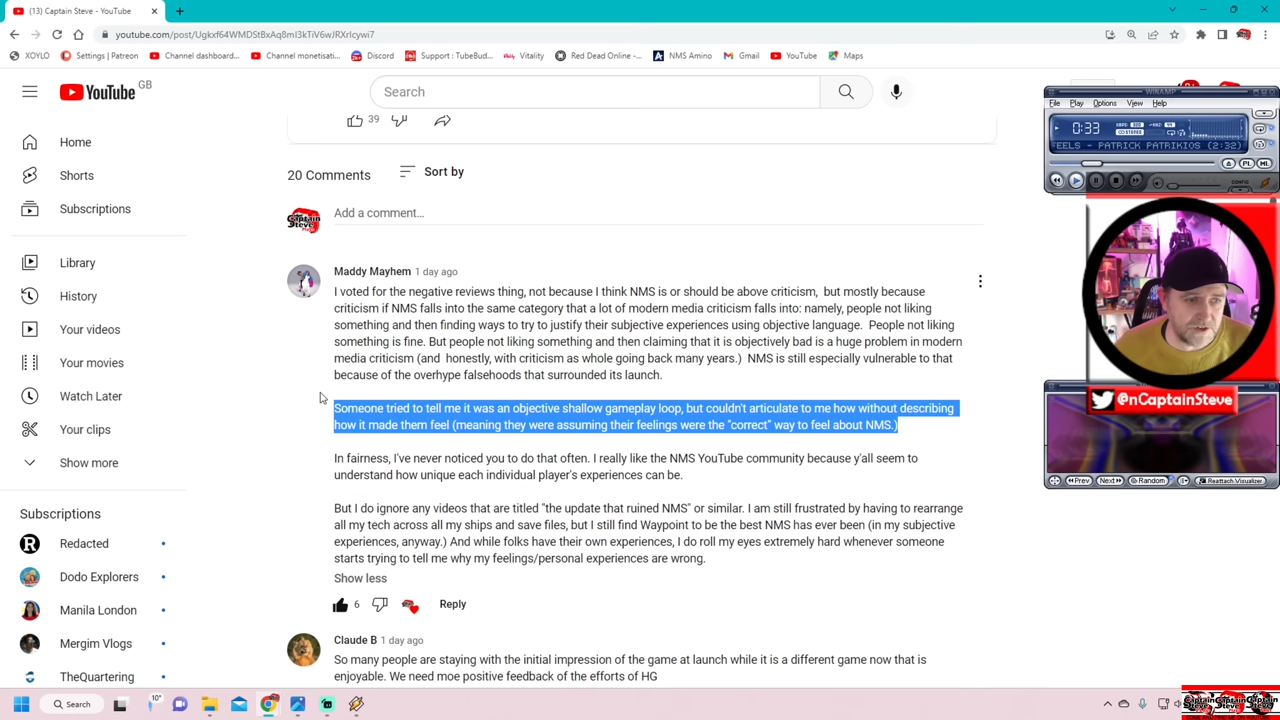 (13) Captain Steve - YouTube
youtube.com/post/Ugkxf64WMDStBxAq8mI3kTiV6wJRXrIcywi7
XOYLO
Settings | Patreon
Channel dashboard...
Channel monetisati...
Discord
Support : TubeBud...
Vitality
Red Dead Online -...
NMS Amino
Gmail
YouTube
Maps
YouTube GB
Search
Home
Shorts
Subscriptions
Library
History
Your videos
Your movies
Watch Later
Your clips
Show more
Subscriptions
Redacted
Dodo Explorers
Manila London
Mergim Vlogs
TheQuartering
39
20 Comments
Sort by
Add a comment...
Maddy Mayhem 1 day ago
I voted for the negative reviews thing, not because I think NMS is or should be above criticism, but mostly because
criticism if NMS falls into the same category that a lot of modern media criticism falls into: namely, people not liking
something and then finding ways to try to justify their subjective experiences using objective language. People not liking
something is fine. But people not liking something and then claiming that it is objectively bad is a huge problem in modern
media criticism (and honestly, with criticism as whole going back many years.) NMS is still especially vulnerable to that
because of the overhype falsehoods that surrounded its launch.
Someone tried to tell me it was an objective shallow gameplay loop, but couldn't articulate to me how without describing
how it made them feel (meaning they were assuming their feelings were the "correct" way to feel about NMS.)
In fairness, I've never noticed you to do that often. I really like the NMS YouTube community because y'all seem to
understand how unique each individual player's experiences can be.
But I do ignore any videos that are titled "the update that ruined NMS" or similar. I am still frustrated by having to rearrange
all my tech across all my ships and save files, but I still find Waypoint to be the best NMS has ever been (in my subjective
experiences, anyway.) And while folks have their own experiences, I do roll my eyes extremely hard whenever someone
starts trying to tell me why my feelings/personal experiences are wrong.
Show less
6
Reply
Claude B 1 day ago
So many people are staying with the initial impression of the game at launch while it is a different game now that is
enjoyable. We need moe positive feedback of the efforts of HG
WINAMP
File Play Options View Help
0:33
EELS - PATRICK PATRIKIOS (2:32)
@nCaptainSteve
Prev Next Random Reattach Visualizer
Search
10°